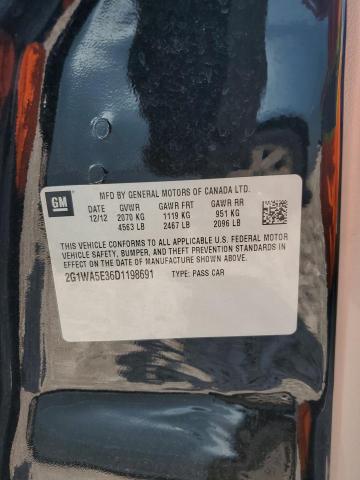 GM
MFD BY GENERAL MOTORS OF CANADA LTD.
DATE GVWR GAWR FRT GAWR RR
12/12 2070 KG 1119 KG 951 KG
4563 LB 2467 LB 2096 LB
THIS VEHICLE CONFORMS TO ALL APPLICABLE U.S. FEDERAL MOTOR
VEHICLE SAFETY, BUMPER, AND THEFT PREVENTION STANDARDS IN
EFFECT ON THE DATE OF MANUFACTURE SHOWN ABOVE.
2G1WA5E36D1198691 TYPE: PASS CAR